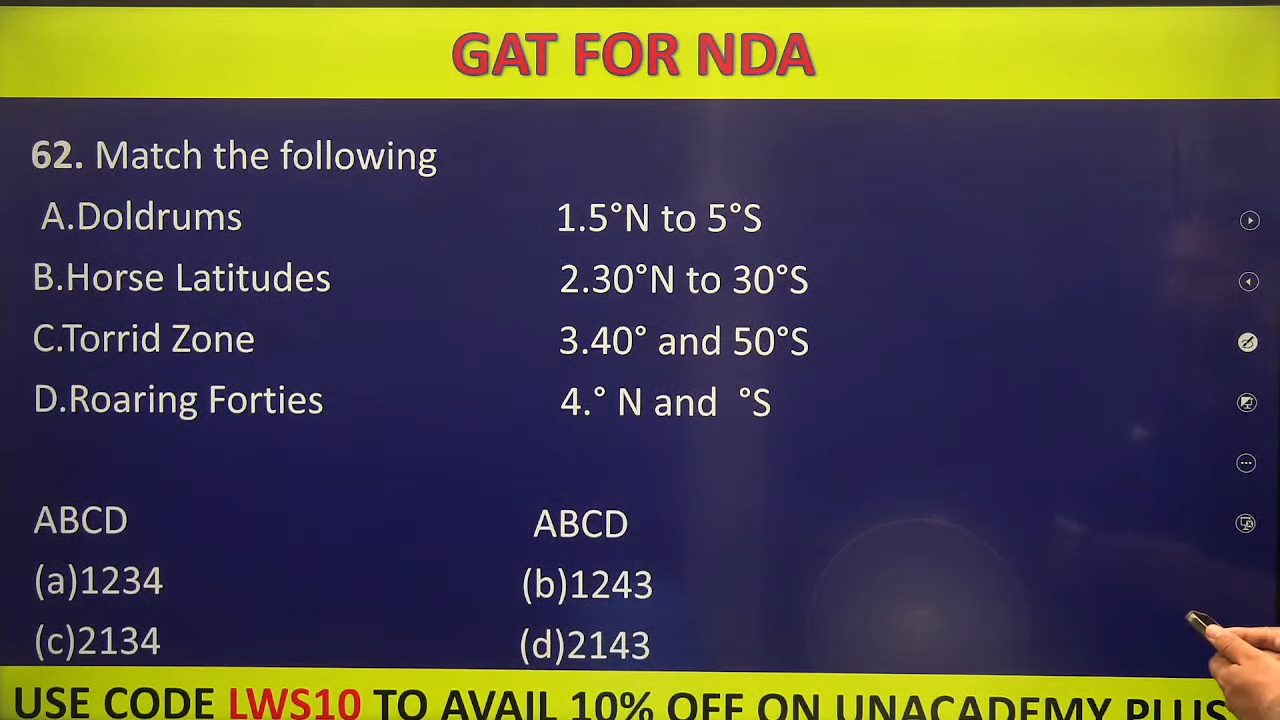 GAT FOR NDA
62. Match the following
A.Doldrums 1.5°N to 5°S
B.Horse Latitudes 2.30°N to 30°S
C.Torrid Zone 3.40° and 50°S
D.Roaring Forties 4.° N and °S
ABCD ABCD
(a)1234 (b)1243
(c)2134 (d)2143
USE CODE LWS10 TO AVAIL 10% OFF ON UNACADEMY PLUS